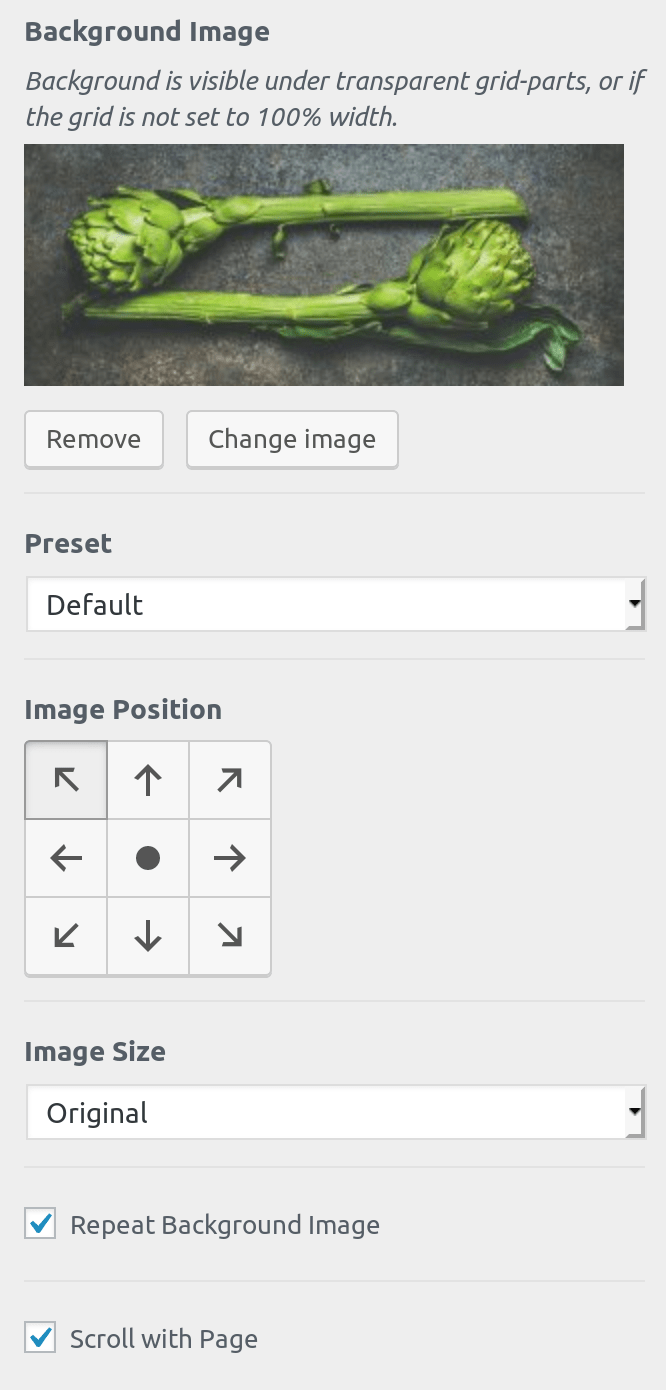 Background Image
Background is visible under transparent grid-parts, or if
the grid is not set to 100% width.
Remove
Change image
Preset
Default
Image Position
Image Size
Original
Repeat Background Image
Scroll with Page